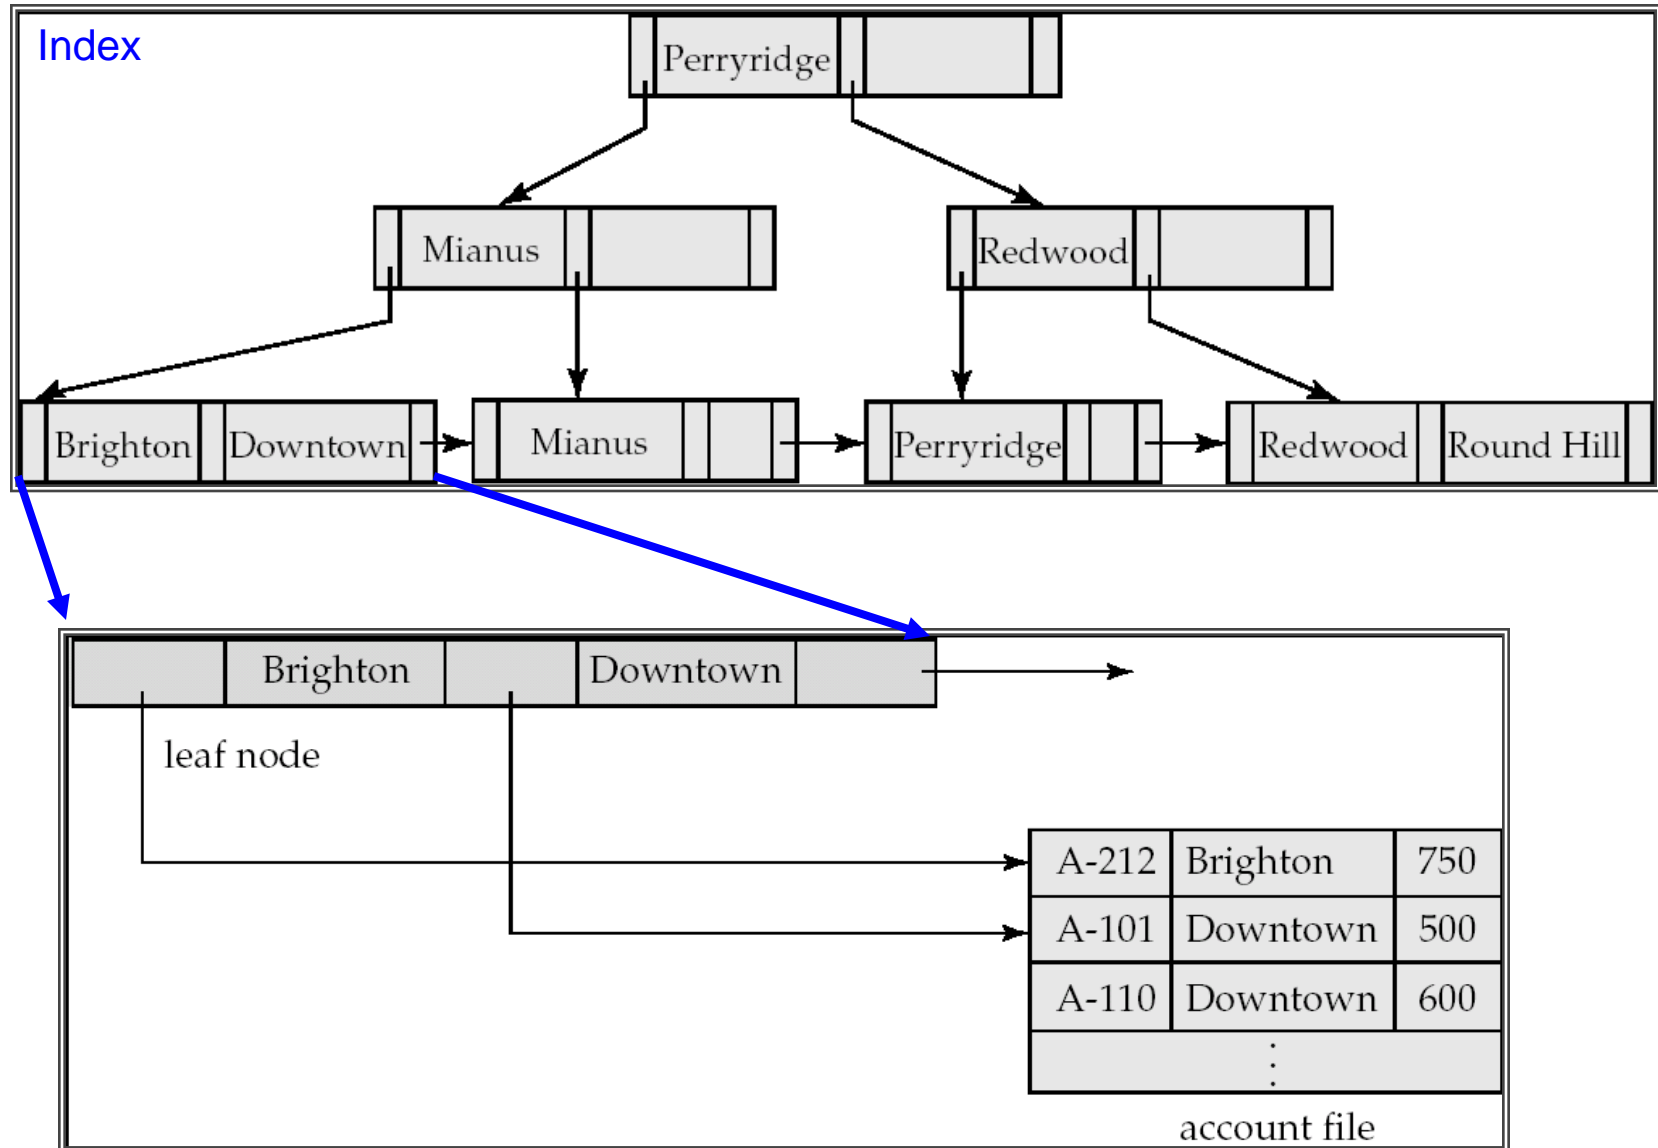 Index
Perryridge
Mianus
Redwood
Brighton Downtown Mianus Perryridge Redwood Round Hill
Brighton Downtown
leaf node
A-212 Brighton 750
A-101 Downtown 500
A-110 Downtown 600
⋮
account file